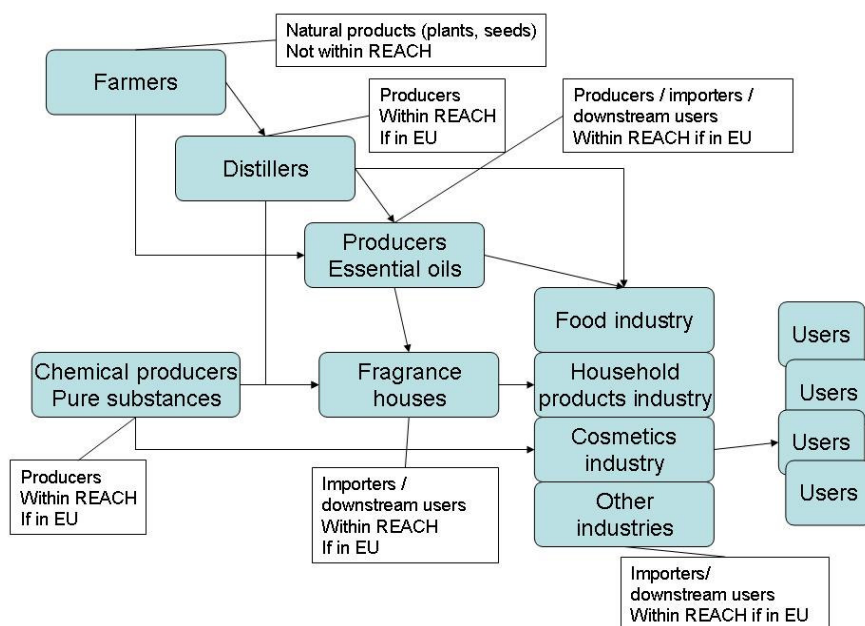 Natural products (plants, seeds)
Not within REACH
Farmers
Producers
Within REACH
If in EU
Producers / importers /
downstream users
Within REACH if in EU
Distillers
Producers
Essential oils
Food industry
Users
Chemical producers
Pure substances
Fragrance
houses
Household
products industry
Users
Cosmetics
industry
Users
Producers
Within REACH
If in EU
Importers /
downstream users
Within REACH
If in EU
Other
industries
Users
Importers/
downstream users
Within REACH if in EU